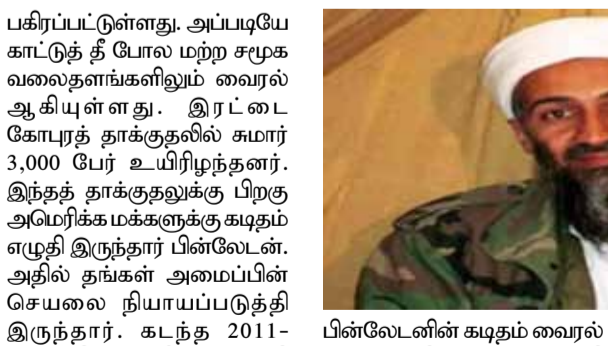 பகிரப்பட்டுள்ளது. அப்படியே
காட்டுத் தீ போல மற்ற சமூக
வலைதளங்களிலும் வைரல்
ஆகியுள்ளது. இரட்டை
கோபுரத் தாக்குதலில் சுமார்
3,000 பேர் உயிரிழந்தனர்.
இந்தத் தாக்குதலுக்கு பிறகு
அமெரிக்க மக்களுக்கு கடிதம்
எழுதி இருந்தார் பின்லேடன்.
அதில் தங்கள் அமைப்பின்
செயலை நியாயப்படுத்தி
இருந்தார். கடந்த 2011-
பின்லேடனின் கடிதம் வைரல்